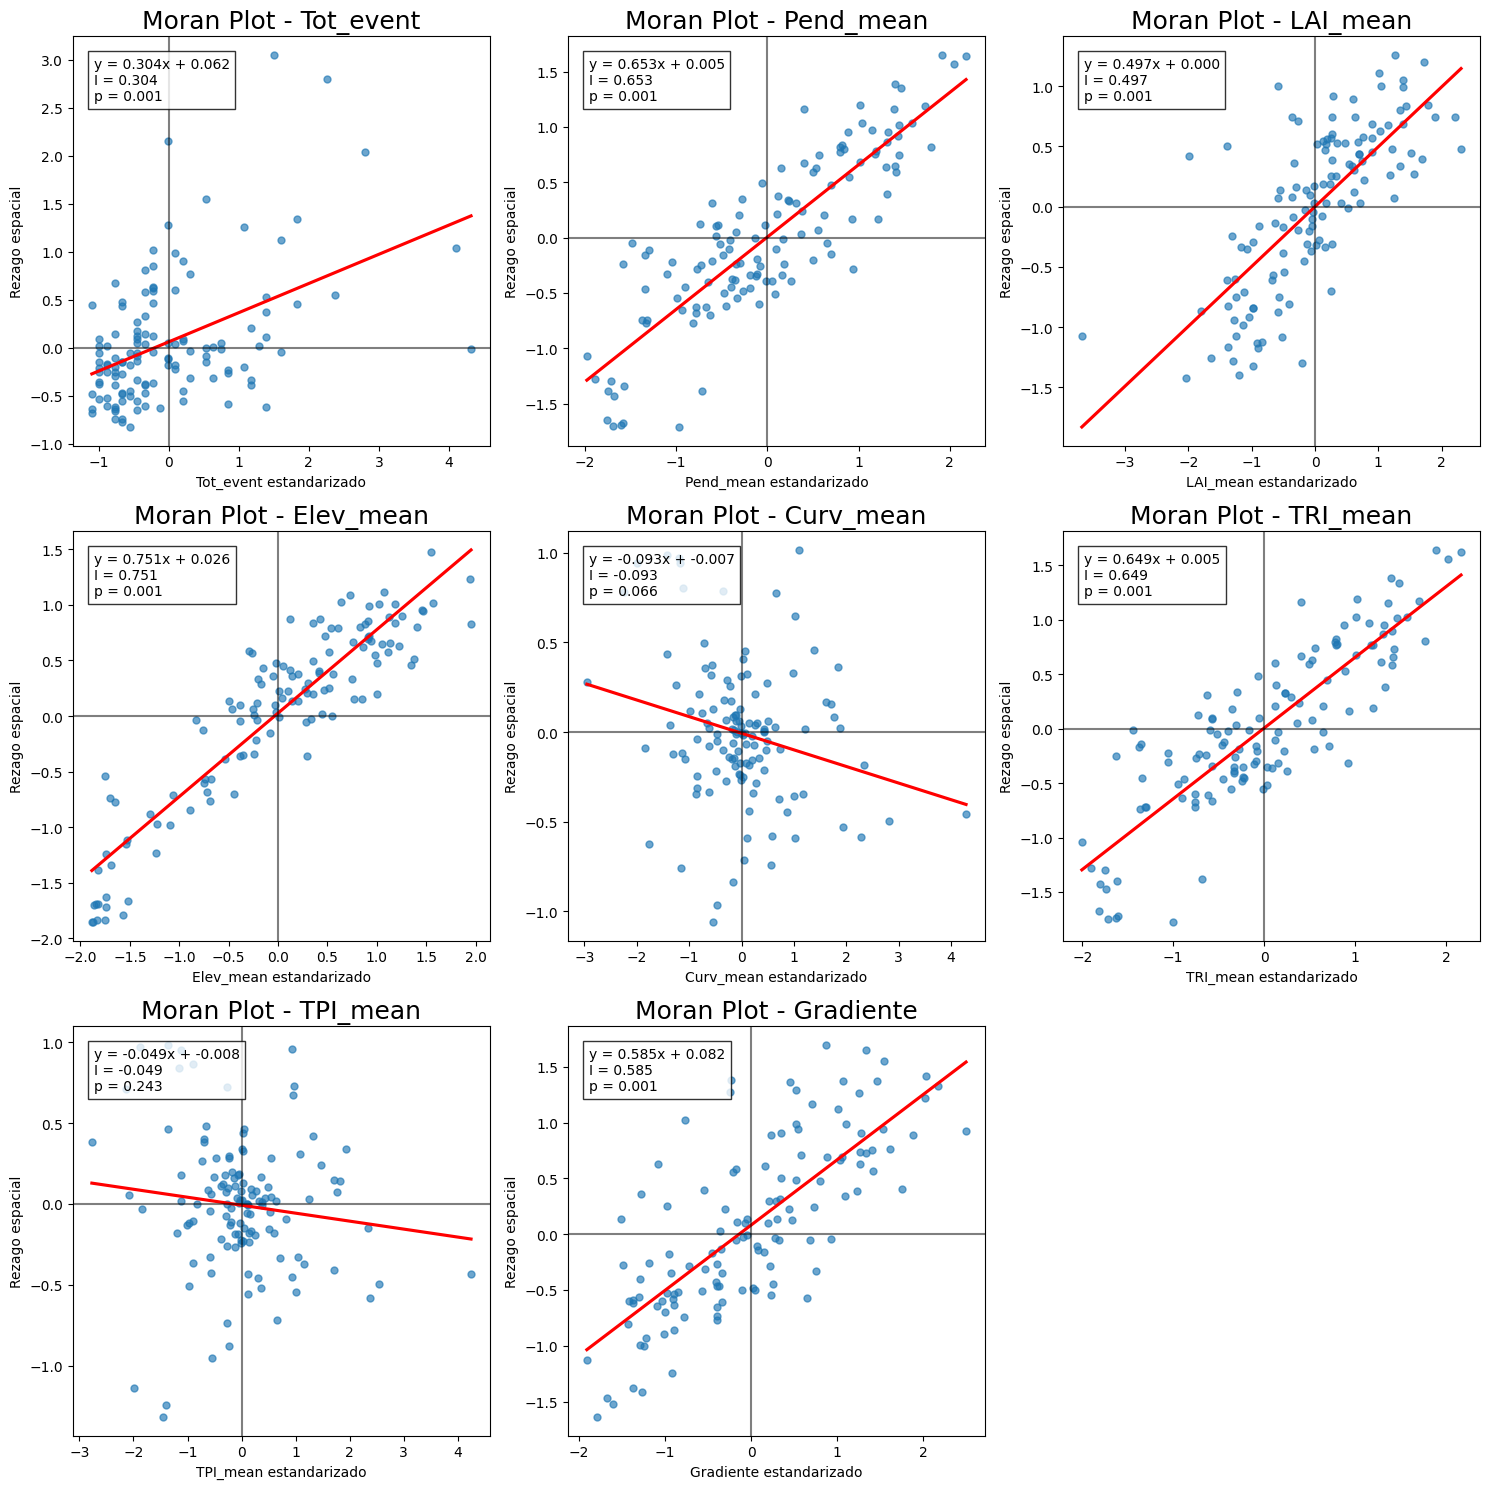 Moran Plot - Tot_event
y = 0.304x + 0.062
I = 0.304
p = 0.001
Rezago espacial
3.0
2.5
2.0
1.5
1.0
0.5
0.0
−0.5
−1.0
−1 0 1 2 3 4
Tot_event estandarizado
Moran Plot - Pend_mean
y = 0.653x + 0.005
I = 0.653
p = 0.001
Rezago espacial
1.5
1.0
0.5
0.0
−0.5
−1.0
−1.5
−2 −1 0 1 2
Pend_mean estandarizado
Moran Plot - LAI_mean
y = 0.497x + 0.000
I = 0.497
p = 0.001
Rezago espacial
1.0
0.5
0.0
−0.5
−1.0
−1.5
−3 −2 −1 0 1 2
LAI_mean estandarizado
Moran Plot - Elev_mean
y = 0.751x + 0.026
I = 0.751
p = 0.001
Rezago espacial
1.5
1.0
0.5
0.0
−0.5
−1.0
−1.5
−2.0
−2.0 −1.5 −1.0 −0.5 0.0 0.5 1.0 1.5 2.0
Elev_mean estandarizado
Moran Plot - Curv_mean
y = -0.093x + -0.007
I = -0.093
p = 0.066
Rezago espacial
1.0
0.5
0.0
−0.5
−1.0
−3 −2 −1 0 1 2 3 4
Curv_mean estandarizado
Moran Plot - TRI_mean
y = 0.649x + 0.005
I = 0.649
p = 0.001
Rezago espacial
1.5
1.0
0.5
0.0
−0.5
−1.0
−1.5
−2 −1 0 1 2
TRI_mean estandarizado
Moran Plot - TPI_mean
y = -0.049x + -0.008
I = -0.049
p = 0.243
Rezago espacial
1.0
0.5
0.0
−0.5
−1.0
−3 −2 −1 0 1 2 3 4
TPI_mean estandarizado
Moran Plot - Gradiente
y = 0.585x + 0.082
I = 0.585
p = 0.001
Rezago espacial
1.5
1.0
0.5
0.0
−0.5
−1.0
−1.5
−2 −1 0 1 2
Gradiente estandarizado